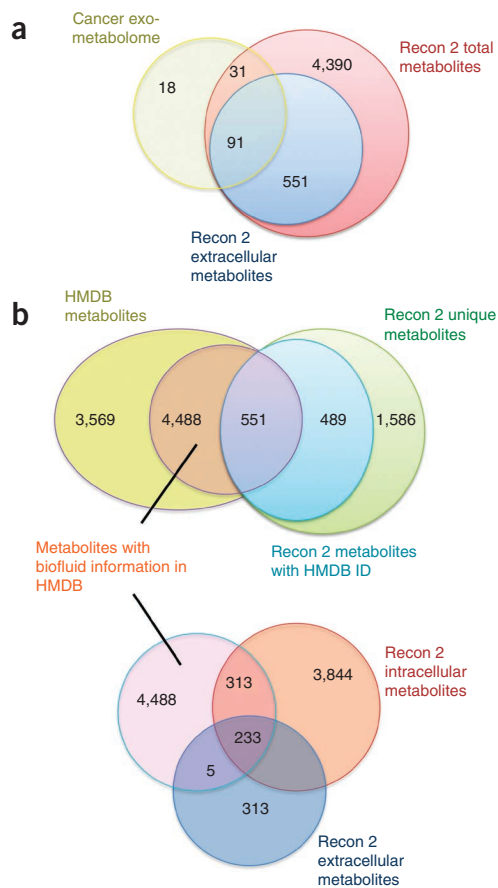 a
Cancer exo-
metabolome
Recon 2 total
metabolites
18
31
4,390
91
551
Recon 2
extracellular
metabolites
b
HMDB
metabolites
Recon 2 unique
metabolites
3,569
4,488
551
489
1,586
Metabolites with
biofluid information in
HMDB
Recon 2 metabolites
with HMDB ID
Recon 2
intracellular
metabolites
4,488
313
3,844
233
5
313
Recon 2
extracellular
metabolites